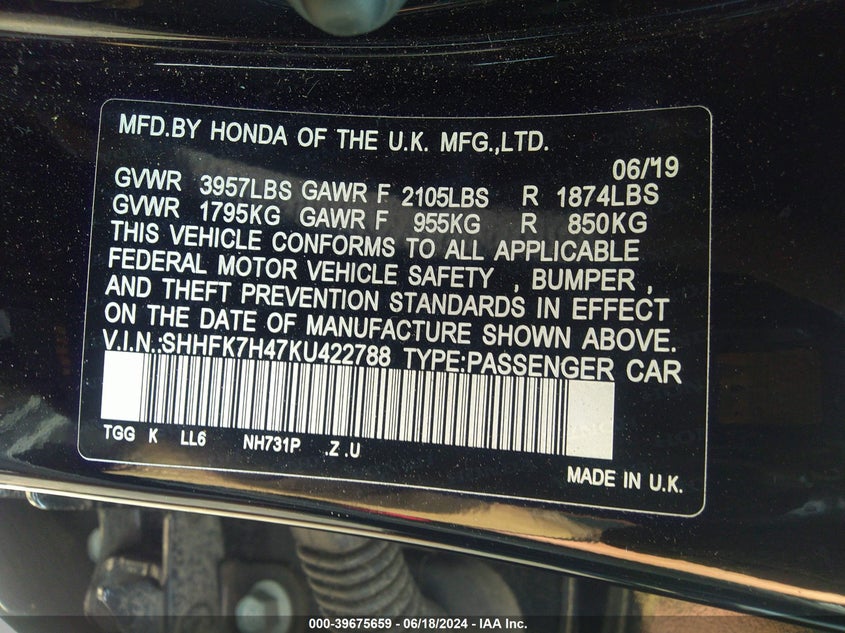 MFD.BY HONDA OF THE U.K. MFG.,LTD.
06/'19
GVWR 3957LBS GAWR F 2105LBS R 1874LBS
GVWR 1795KG GAWR F 955KG R 850KG
THIS VEHICLE CONFORMS TO ALL APPLICABLE
FEDERAL MOTOR VEHICLE SAFETY , BUMPER ,
AND THEFT PREVENTION STANDARDS IN EFFECT
ON THE DATE OF MANUFACTURE SHOWN ABOVE.
V.I.N.:SHHFK7H47KU422788 TYPE:PASSENGER CAR
TGG K LL6 NH731P .Z .U
MADE IN U.K.
000-39675659 - 06/18/2024 - IAA Inc.